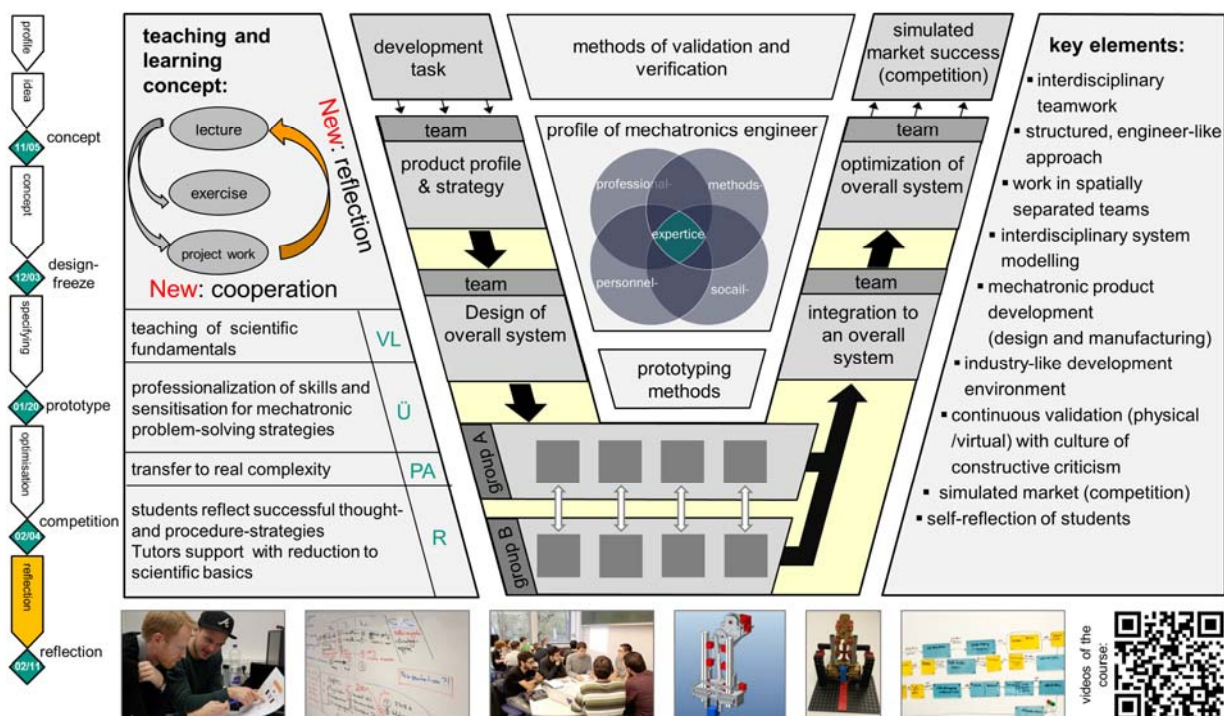 profile
idea
11/05
concept
concept
12/03
design-
freeze
specifying
01/20
prototype
optimisation
02/04
competition
reflection
02/11
reflection
teaching and
learning
concept:
lecture
exercise
project work
New: reflection
New: cooperation
teaching of scientific
fundamentals
VL
professionalization of skills and
sensitisation for mechatronic
problem-solving strategies
Ü
transfer to real complexity
PA
students reflect successful thought-
and procedure-strategies
Tutors support with reduction to
scientific basics
R
development
task
methods of validation and
verification
simulated
market success
(competition)
team
product profile
& strategy
team
Design of
overall system
profile of mechatronics engineer
professional-
methods-
expertice
personnel-
socail-
prototyping
methods
team
optimization of
overall system
team
integration to
an overall
system
group A
group B
key elements:
▪ interdisciplinary
teamwork
▪ structured, engineer-like
approach
▪ work in spatially
separated teams
▪ interdisciplinary system
modelling
▪ mechatronic product
development
(design and manufacturing)
▪ industry-like development
environment
▪ continuous validation (physical
/virtual) with culture of
constructive criticism
▪ simulated market (competition)
▪ self-reflection of students
videos of the
course: